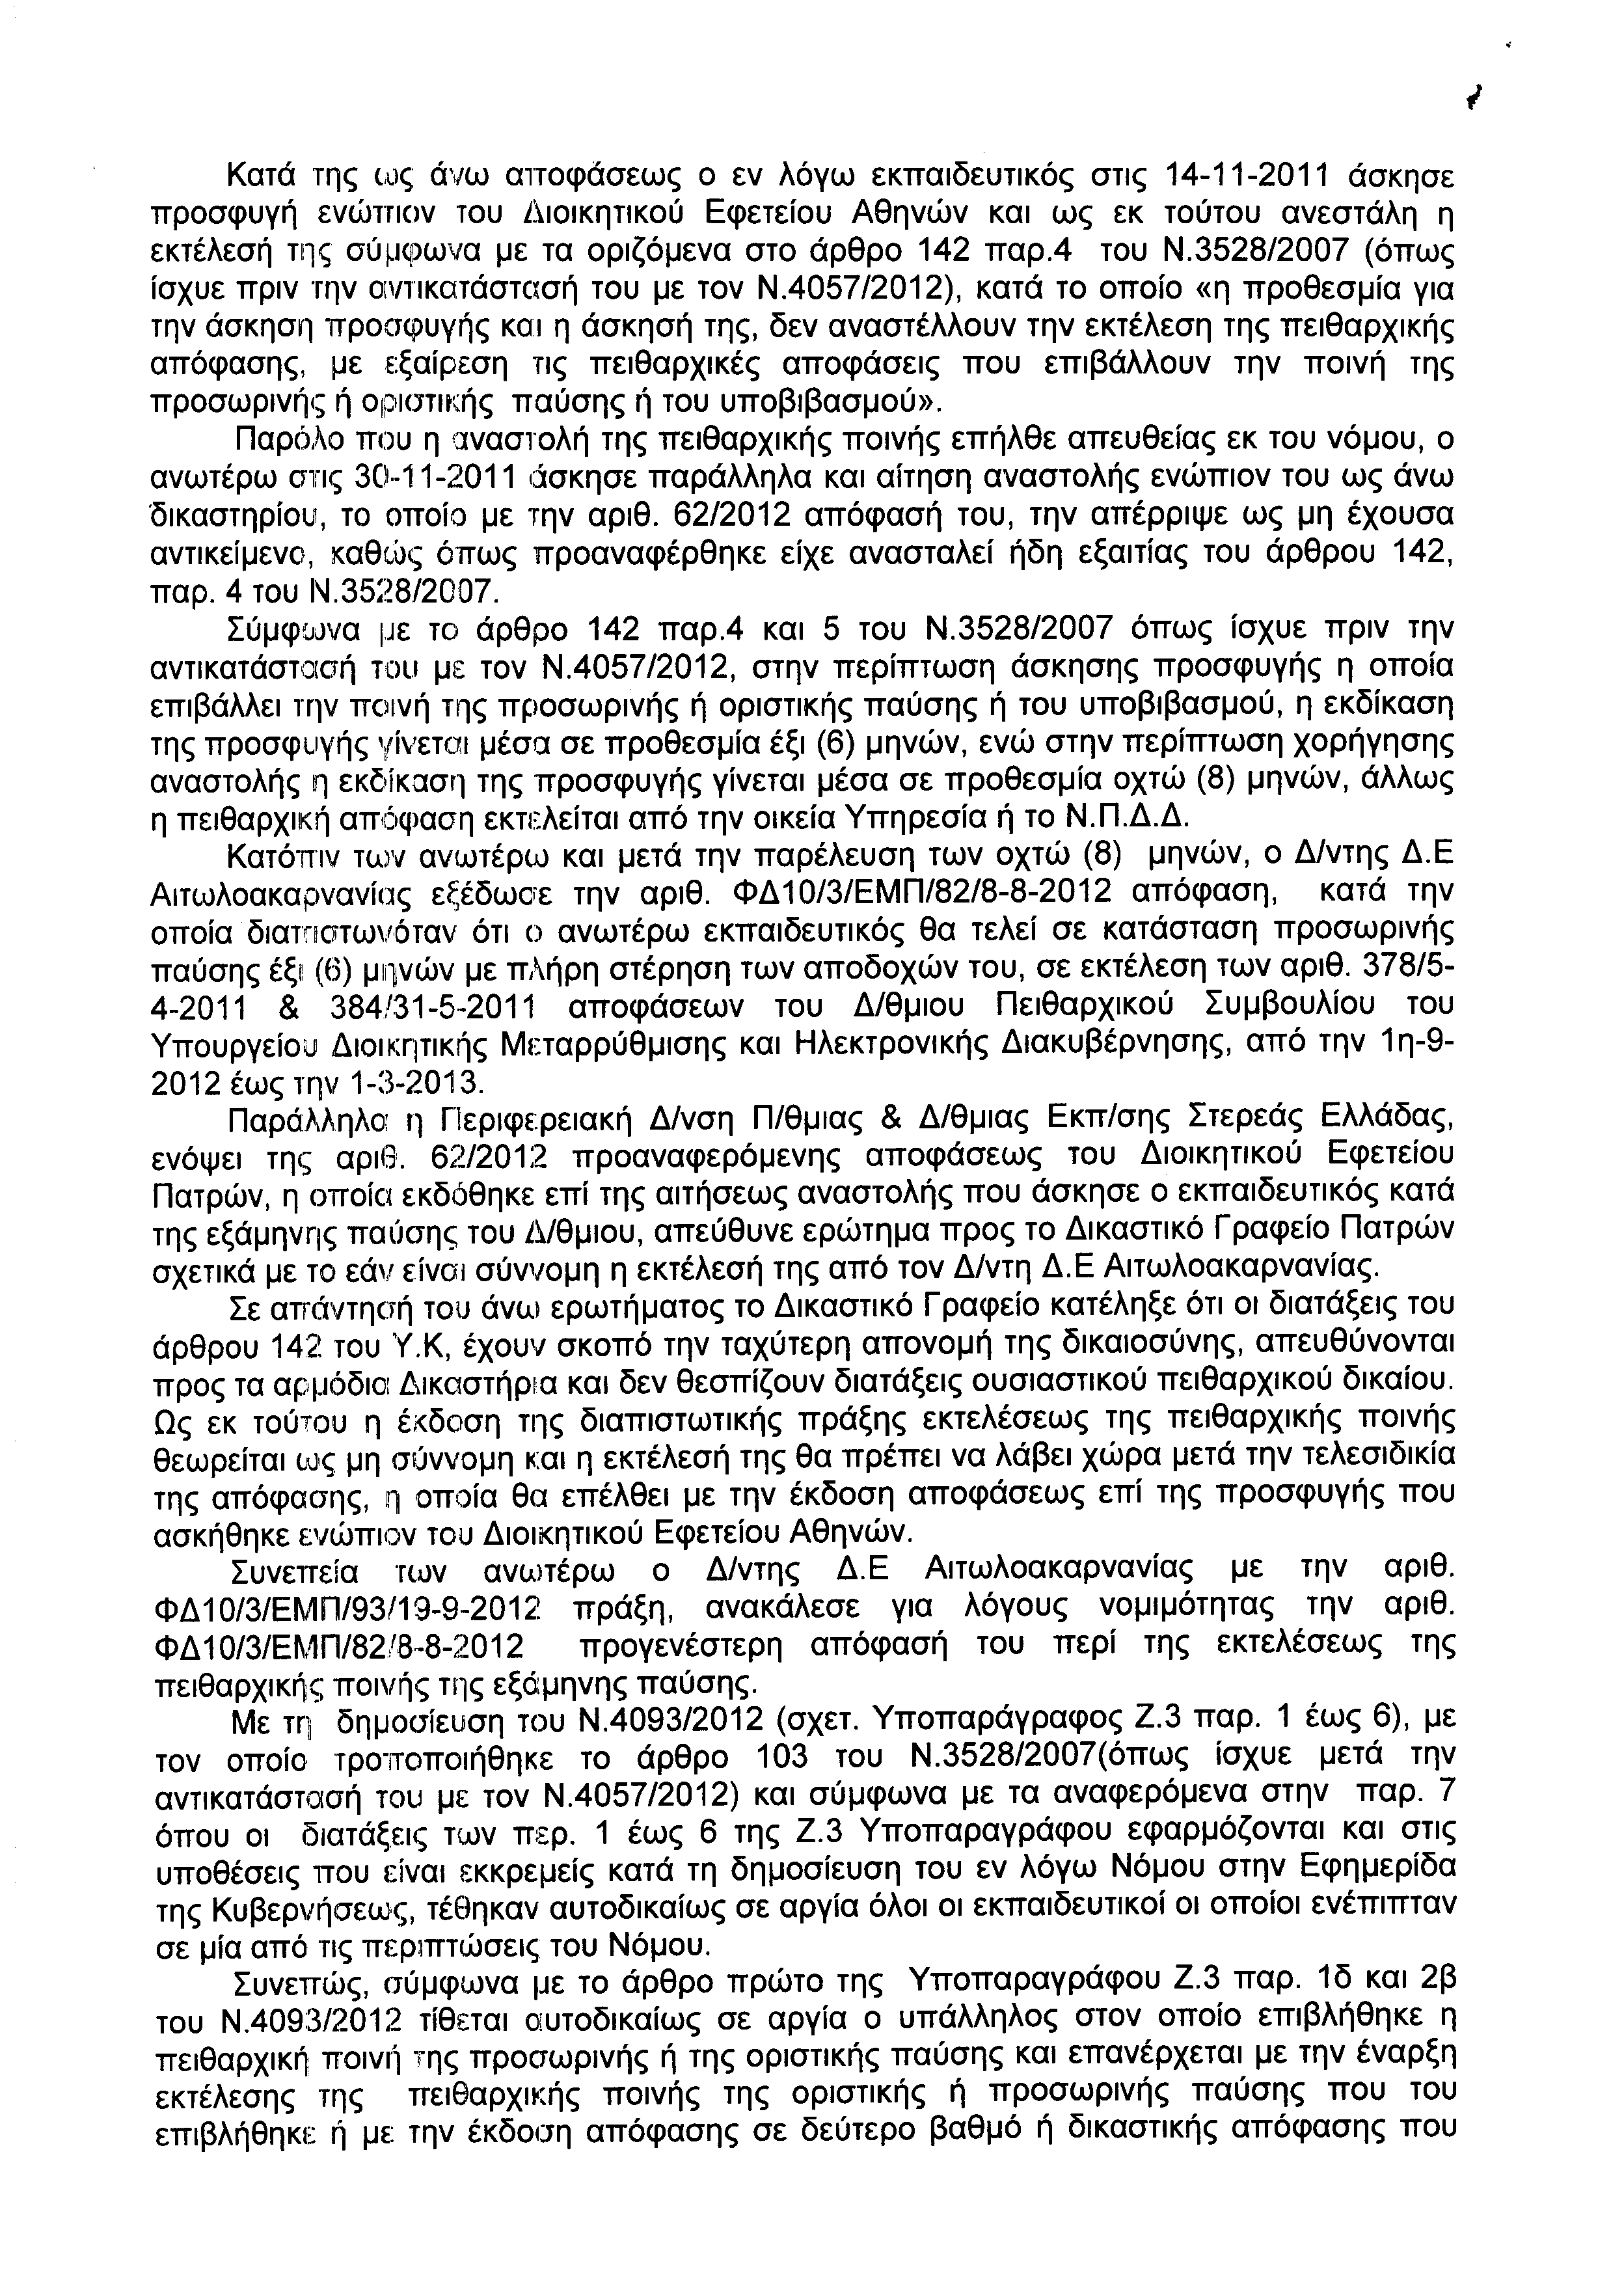 Κατά της ως άνω αποφάσεως ο εν λόγω εκπαιδευτικός στις 14-11-2011 άσκησε
προσφυγή ενώπιον του Διοικητικού Εφετείου Αθηνών και ως εκ τούτου ανεστάλη η
εκτέλεσή της σύμφωνα με τα οριζόμενα στο άρθρο 142 παρ.4 του Ν.3528/2007 (όπως
ίσχυε πριν την αντικατάστασή του με τον Ν.4057/2012), κατά το οποίο «η προθεσμία για
την άσκηση προσφυγής και η άσκησή της, δεν αναστέλλουν την εκτέλεση της πειθαρχικής
απόφασης, με εξαίρεση τις πειθαρχικές αποφάσεις που επιβάλλουν την ποινή της
προσωρινής ή οριστικής παύσης ή του υποβιβασμού».
Παρόλο που η αναστολή της πειθαρχικής ποινής επήλθε απευθείας εκ του νόμου, ο
ανωτέρω στις 30-11-2011 άσκησε παράλληλα και αίτηση αναστολής ενώπιον του ως άνω
δικαστηρίου, το οποίο με την αριθ. 62/2012 απόφασή του, την απέρριψε ως μη έχουσα
αντικείμενο, καθώς όπως προαναφέρθηκε είχε ανασταλεί ήδη εξαιτίας του άρθρου 142,
παρ. 4 του Ν.3528/2007.
Σύμφωνα με το άρθρο 142 παρ.4 και 5 του Ν.3528/2007 όπως ίσχυε πριν την
αντικατάστασή του με τον Ν.4057/2012, στην περίπτωση άσκησης προσφυγής η οποία
επιβάλλει την ποινή της προσωρινής ή οριστικής παύσης ή του υποβιβασμού, η εκδίκαση
της προσφυγής γίνεται μέσα σε προθεσμία έξι (6) μηνών, ενώ στην περίπτωση χορήγησης
αναστολής η εκδίκαση της προσφυγής γίνεται μέσα σε προθεσμία οχτώ (8) μηνών, άλλως
η πειθαρχική απόφαση εκτελείται από την οικεία Υπηρεσία ή το Ν.Π.Δ.Δ.
Κατόπιν των ανωτέρω και μετά την παρέλευση των οχτώ (8) μηνών, ο Δ/ντης Δ.Ε
Αιτωλοακαρνανίας εξέδωσε την αριθ. ΦΔ10/3/ΕΜΠ/82/8-8-2012 απόφαση, κατά την
οποία διαπιστωνόταν ότι ο ανωτέρω εκπαιδευτικός θα τελεί σε κατάσταση προσωρινής
παύσης έξι (6) μηνών με πλήρη στέρηση των αποδοχών του, σε εκτέλεση των αριθ. 378/5-
4-2011 & 384/31-5-2011 αποφάσεων του Δ/θμιου Πειθαρχικού Συμβουλίου του
Υπουργείου Διοικητικής Μεταρρύθμισης και Ηλεκτρονικής Διακυβέρνησης, από την 1η-9-
2012 έως την 1-3-2013.
Παράλληλα η Περιφερειακή Δ/νση Π/θμιας & Δ/θμιας Εκπ/σης Στερεάς Ελλάδας,
ενόψει της αριθ. 62/2012 προαναφερόμενης αποφάσεως του Διοικητικού Εφετείου
Πατρών, η οποία εκδόθηκε επί της αιτήσεως αναστολής που άσκησε ο εκπαιδευτικός κατά
της εξάμηνης παύσης του Δ/θμιου, απεύθυνε ερώτημα προς το Δικαστικό Γραφείο Πατρών
σχετικά με το εάν είναι σύννομη η εκτέλεσή της από τον Δ/ντη Δ.Ε Αιτωλοακαρνανίας.
Σε απάντησή του άνω ερωτήματος το Δικαστικό Γραφείο κατέληξε ότι οι διατάξεις του
άρθρου 142 του Υ.Κ, έχουν σκοπό την ταχύτερη απονομή της δικαιοσύνης, απευθύνονται
προς τα αρμόδια Δικαστήρια και δεν θεσπίζουν διατάξεις ουσιαστικού πειθαρχικού δικαίου.
Ως εκ τούτου η έκδοση της διαπιστωτικής πράξης εκτελέσεως της πειθαρχικής ποινής
θεωρείται ως μη σύννομη και η εκτέλεσή της θα πρέπει να λάβει χώρα μετά την τελεσιδικία
της απόφασης, η οποία θα επέλθει με την έκδοση αποφάσεως επί της προσφυγής που
ασκήθηκε ενώπιον του Διοικητικού Εφετείου Αθηνών.
Συνεπεία των ανωτέρω ο Δ/ντης Δ.Ε Αιτωλοακαρνανίας με την αριθ.
ΦΔ10/3/ΕΜΠ/93/19-9-2012 πράξη, ανακάλεσε για λόγους νομιμότητας την αριθ.
ΦΔ10/3/ΕΜΠ/82/8-8-2012 προγενέστερη απόφασή του περί της εκτελέσεως της
πειθαρχικής ποινής της εξάμηνης παύσης.
Με τη δημοσίευση του Ν.4093/2012 (σχετ. Υποπαράγραφος Ζ.3 παρ. 1 έως 6), με
τον οποίο τροποποιήθηκε το άρθρο 103 του Ν.3528/2007(όπως ίσχυε μετά την
αντικατάστασή του με τον Ν.4057/2012) και σύμφωνα με τα αναφερόμενα στην παρ. 7
όπου οι διατάξεις των περ. 1 έως 6 της Ζ.3 Υποπαραγράφου εφαρμόζονται και στις
υποθέσεις που είναι εκκρεμείς κατά τη δημοσίευση του εν λόγω Νόμου στην Εφημερίδα
της Κυβερνήσεως, τέθηκαν αυτοδικαίως σε αργία όλοι οι εκπαιδευτικοί οι οποίοι ενέπιπταν
σε μία από τις περιπτώσεις του Νόμου.
Συνεπώς, σύμφωνα με το άρθρο πρώτο της Υποπαραγράφου Ζ.3 παρ. 1δ και 2β
του Ν.4093/2012 τίθεται αυτοδικαίως σε αργία ο υπάλληλος στον οποίο επιβλήθηκε η
πειθαρχική ποινή της προσωρινής ή της οριστικής παύσης και επανέρχεται με την έναρξη
εκτέλεσης της πειθαρχικής ποινής της οριστικής ή προσωρινής παύσης που του
επιβλήθηκε ή με την έκδοση απόφασης σε δεύτερο βαθμό ή δικαστικής απόφασης που